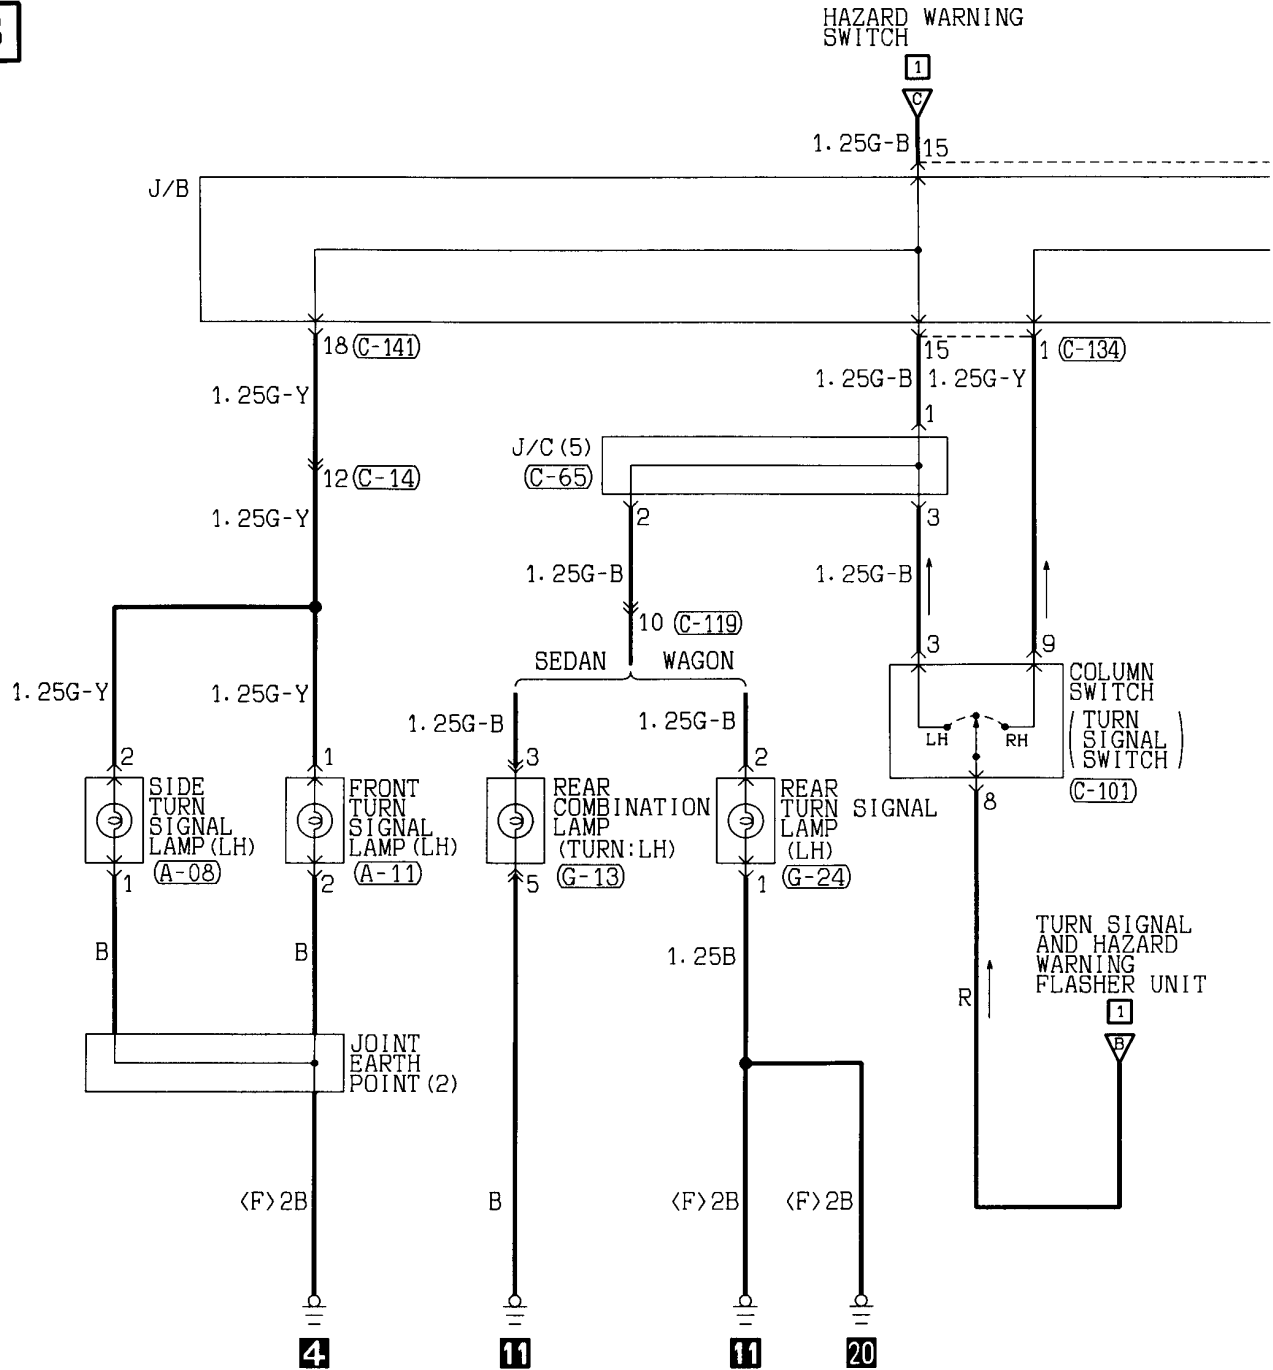 HAZARD WARNING
SWITCH
1
C
1.25G-B
15
J/B
18 (C-141)
15
1 (C-134)
1.25G-Y
1.25G-B
1.25G-Y
1
J/C(5)
(C-65)
12 (C-14)
2
3
1.25G-Y
1.25G-B
1.25G-B
10 (C-119)
3
9
SEDAN
WAGON
COLUMN
SWITCH
(TURN
SIGNAL
SWITCH)
(C-101)
LH
RH
8
1.25G-Y
1.25G-Y
1.25G-B
1.25G-B
2
1
3
2
SIDE
TURN
SIGNAL
LAMP(LH)
(A-08)
FRONT
TURN
SIGNAL
LAMP(LH)
(A-11)
REAR
COMBINATION
LAMP
(TURN:LH)
(G-13)
REAR
TURN SIGNAL
LAMP
(LH)
(G-24)
1
2
5
1
B
B
1.25B
R
TURN SIGNAL
AND HAZARD
WARNING
FLASHER UNIT
1
B
JOINT
EARTH
POINT(2)
<F>2B
B
<F>2B
<F>2B
4
11
11
20